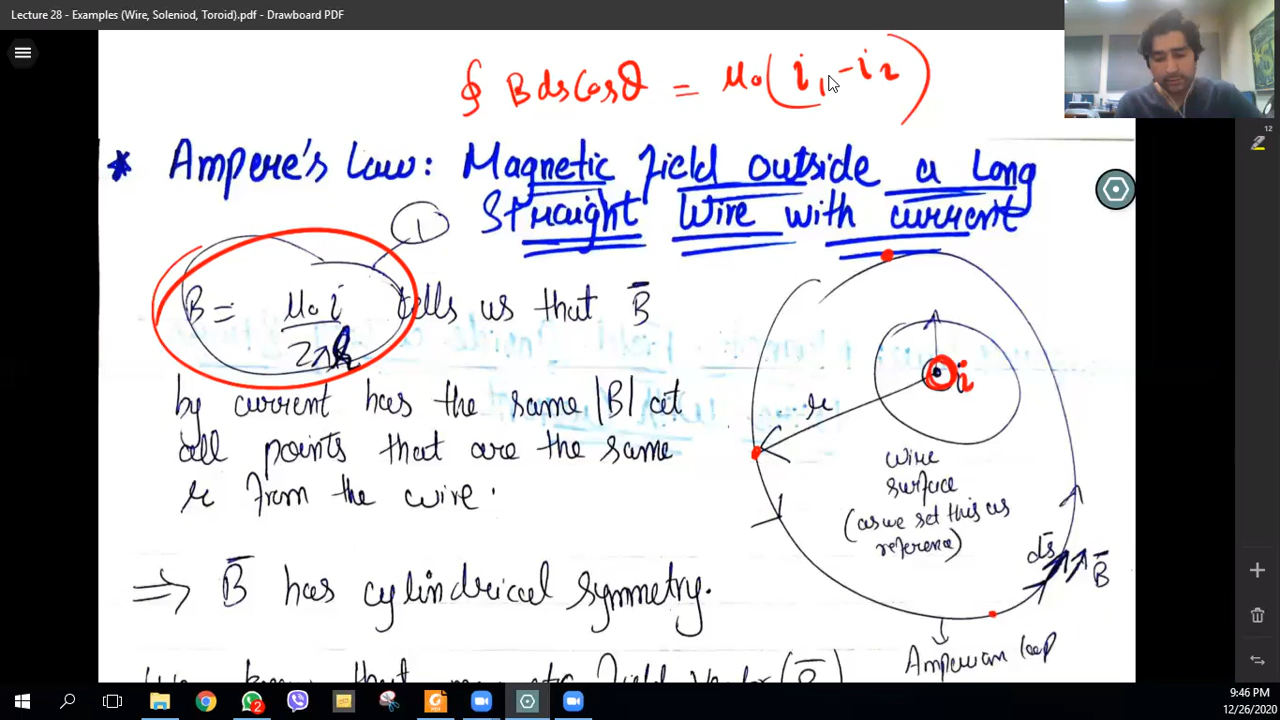 Lecture 28 - Examples (Wire, Soleniod, Toroid).pdf - Drawboard PDF
∮ B ds Cos θ = μ₀ (i₁ - i₂)
12
* Ampere's Law: Magnetic field outside a Long
Straight Wire with current
1
B = μ₀ i / 2πr tells us that B̄
by current has the same |B| at
all points that are the same
r from the wire.
i
r
wire
surface
(as we set this as
reference)
ds̄
B̄
⇒ B̄ has cylindrical symmetry.
Amperian loop
2
9:46 PM
12/26/2020